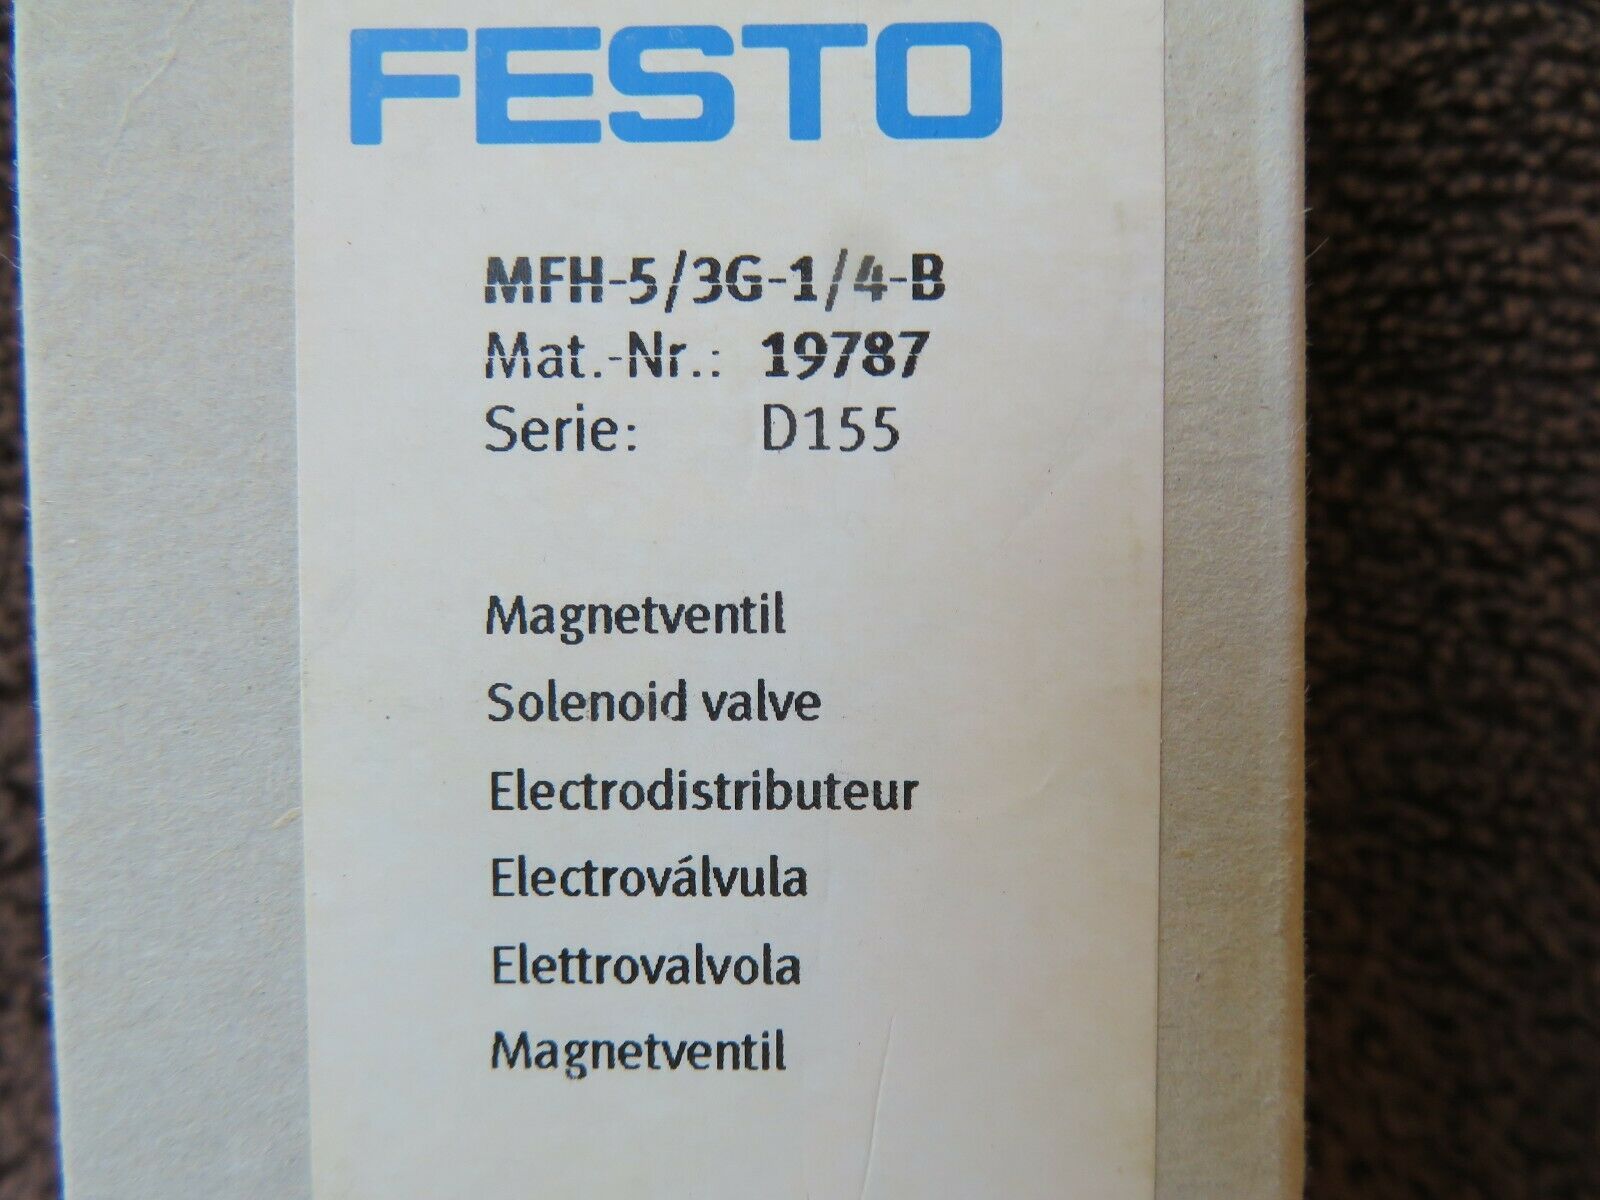 FESTO
MFH-5/3G-1/4-B
Mat.-Nr.: 19787
Serie: D155
Magnetventil
Solenoid valve
Electrodistributeur
Electroválvula
Elettrovalvola
Magnetventil